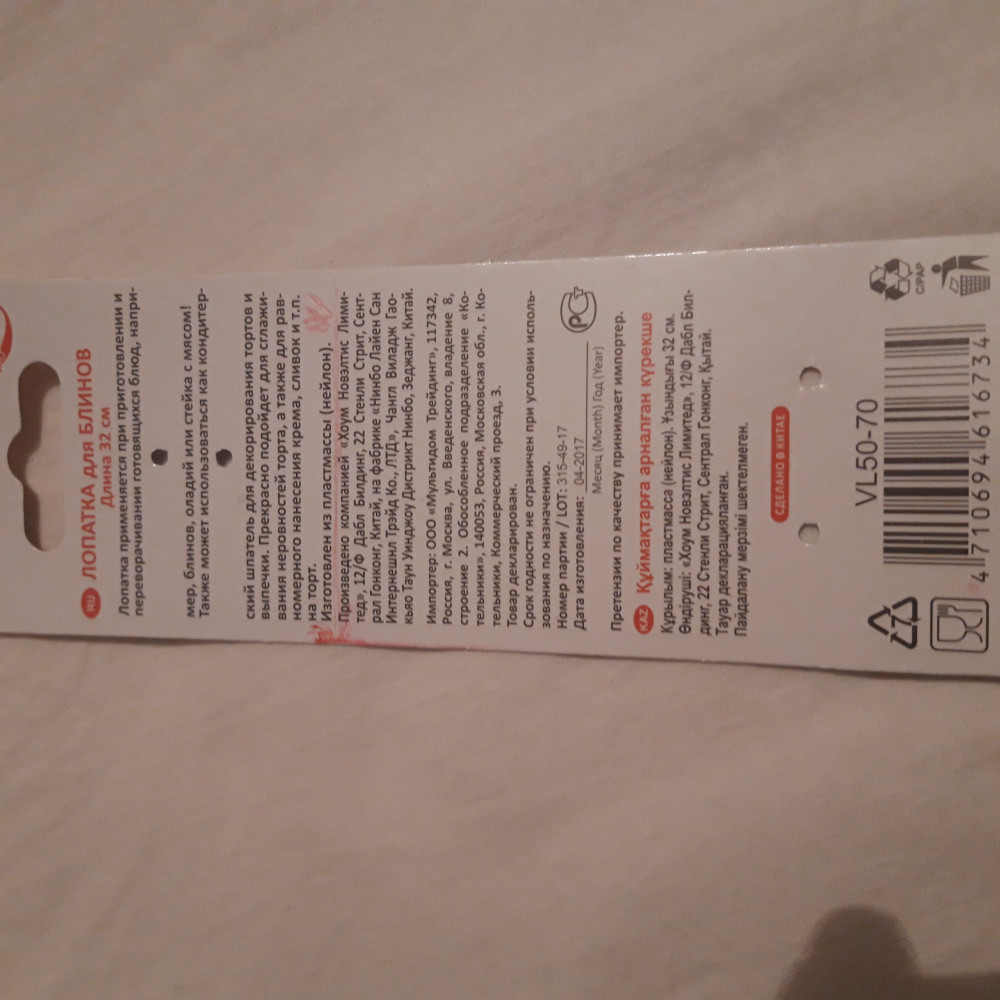 RU ЛОПАТКА ДЛЯ БЛИНОВ
Длина 32 см
Лопатка применяется при приготовлении и
переворачивании готовящихся блюд, напри-
мер, блинов, оладий или стейка с мясом!
Также может использоваться как кондитер-
ский шпатель для декорирования тортов и
выпечки. Прекрасно подойдет для сглажи-
вания неровностей торта, а также для рав-
номерного нанесения крема, сливок и т.п.
на торт.
Изготовлен из пластмассы (нейлон).
Произведено компанией «Хоум Новэлтис Лими-
тед», 12/Ф Дабл Билдинг, 22 Стенли Стрит, Сент-
рал Гонконг, Китай, на фабрике «Нинбо Лайен Сан
Интернешнл Трэйд Ко., ЛТД», Чангл Виладж Гао-
кьяо Таун Уинджоу Дистрикт Нинбо, Зеджанг, Китай.
Импортер: ООО «Мультидом Трейдинг», 117342,
Россия, г. Москва, ул. Введенского, владение 8,
строение 2. Обособленное подразделение «Ко-
тельники», 140053, Россия, Московская обл., г. Ко-
тельники, Коммерческий проезд, 3.
Товар декларирован.
Срок годности не ограничен при условии исполь-
зования по назначению.
Номер партии / LOT: 315-49-17
Дата изготовления: 04-2017
Месяц (Month) Год (Year)
РС
Претензии по качеству принимает импортер.
KAZ Құймақтарға арналған күрекше
Құрылым: пластмасса (нейлон). Ұзындығы 32 см.
Өндіруші: «Хоум Новэлтис Лимитед», 12/Ф Дабл Бил-
динг, 22 Стенли Стрит, Сентрал Гонконг, Қытай.
Тауар декларацияланған.
Пайдалану мерзімі шектелмеген.
СДЕЛАНО В КИТАЕ
VL50-70
4 710694 616734
C/PAP